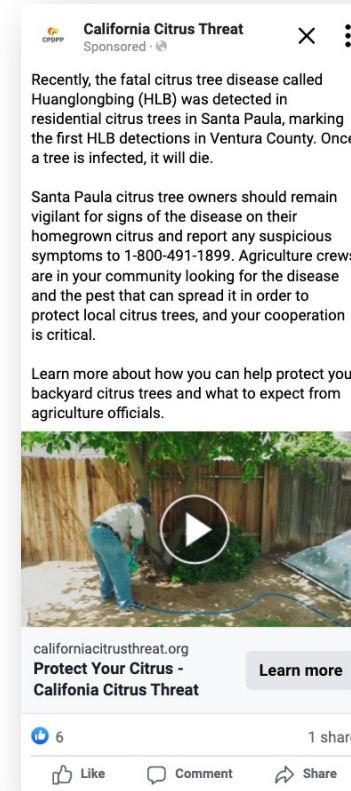 California Citrus Threat
CPDPP
Sponsored ·
Recently, the fatal citrus tree disease called
Huanglongbing (HLB) was detected in
residential citrus trees in Santa Paula, marking
the first HLB detections in Ventura County. Once
a tree is infected, it will die.
Santa Paula citrus tree owners should remain
vigilant for signs of the disease on their
homegrown citrus and report any suspicious
symptoms to 1-800-491-1899. Agriculture crews
are in your community looking for the disease
and the pest that can spread it in order to
protect local citrus trees, and your cooperation
is critical.
Learn more about how you can help protect you
backyard citrus trees and what to expect from
agriculture officials.
californiacitrusthreat.org
Protect Your Citrus -
Califonia Citrus Threat
Learn more
6
1 share
Like
Comment
Share